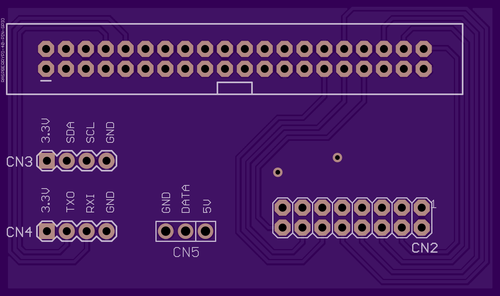 3.3V SDA SCL GND
CN3
3.3V TXO RXI GND
CN4
GND DATA 5V
CN5
1
CN2